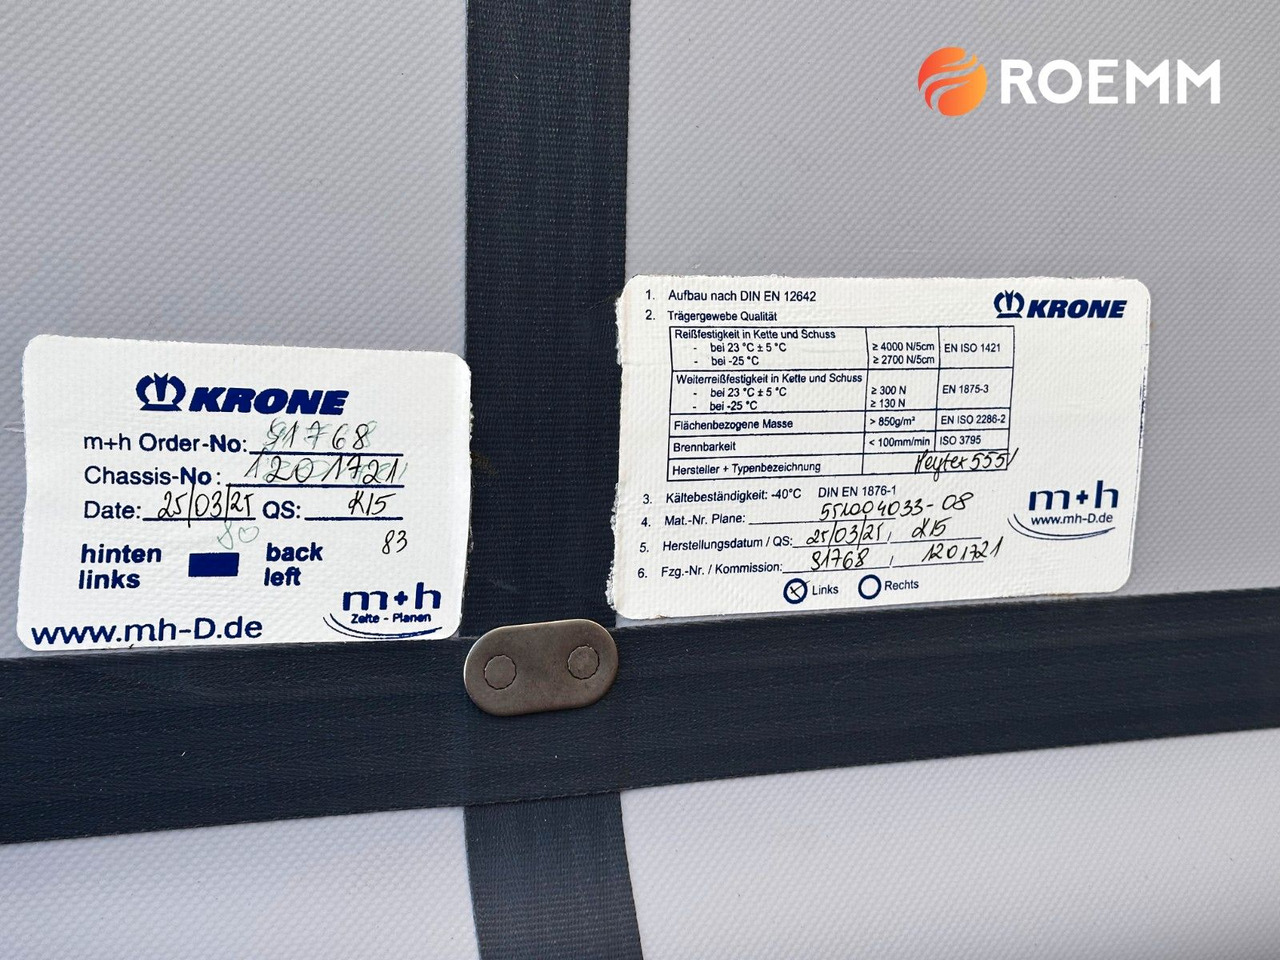 ROEMM
KRONE
m+h Order-No: 91768
Chassis-No: 1201721
Date: 25/03/25 QS: K15
83
hinten links
back left
m+h
Zelte - Planen
www.mh-D.de
1. Aufbau nach DIN EN 12642
KRONE
2. Trägergewebe Qualität
Reißfestigkeit in Kette und Schuss
- bei 23 °C ± 5 °C ≥ 4000 N/5cm EN ISO 1421
- bei -25 °C ≥ 2700 N/5cm
Weiterreißfestigkeit in Kette und Schuss
- bei 23 °C ± 5 °C ≥ 300 N EN 1875-3
- bei -25 °C ≥ 130 N
Flächenbezogene Masse > 850g/m² EN ISO 2286-2
Brennbarkeit < 100mm/min ISO 3795
Hersteller + Typenbezeichnung Heytex 5551
3. Kältebeständigkeit: -40°C DIN EN 1876-1
4. Mat.-Nr. Plane: 551004033-08
5. Herstellungsdatum / QS: 25/03/25, K15
6. Fzg.-Nr. / Kommission: 91768, 1201721
Links Rechts
m+h
www.mh-D.de